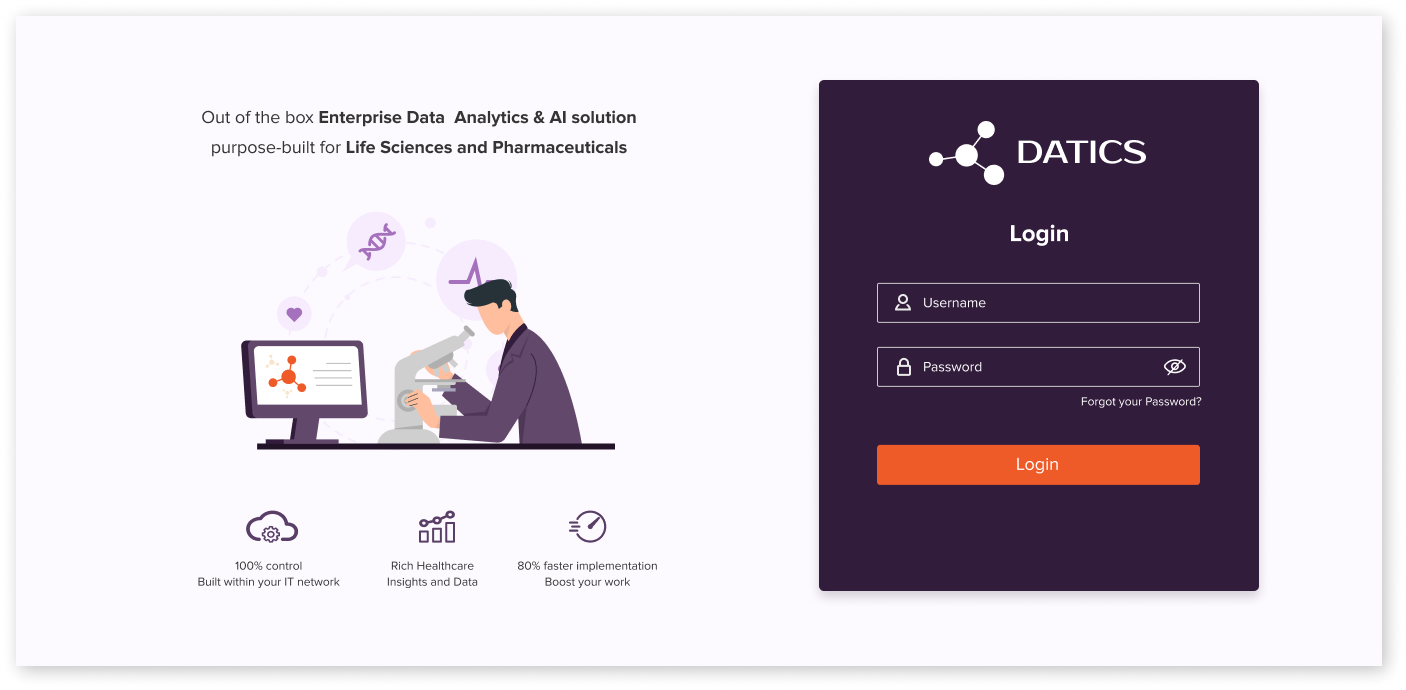 Out of the box Enterprise Data Analytics & AI solution
purpose-built for Life Sciences and Pharmaceuticals
100% control
Built within your IT network
Rich Healthcare
Insights and Data
80% faster implementation
Boost your work
DATICS
Login
Username
Password
Forgot your Password?
Login